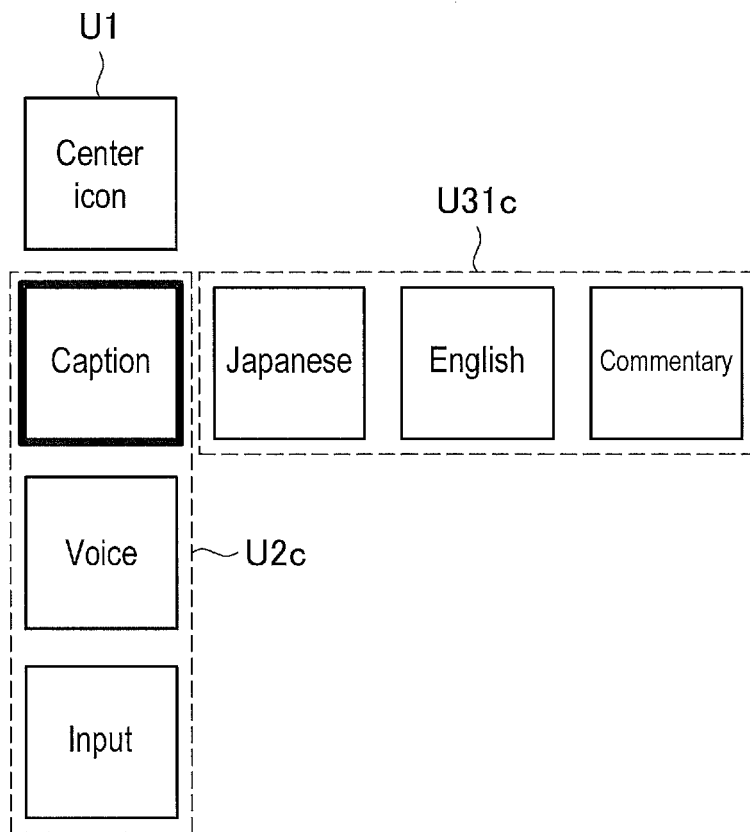 U1
Center
icon
U31c
Caption
Japanese
English
Commentary
Voice
U2c
Input